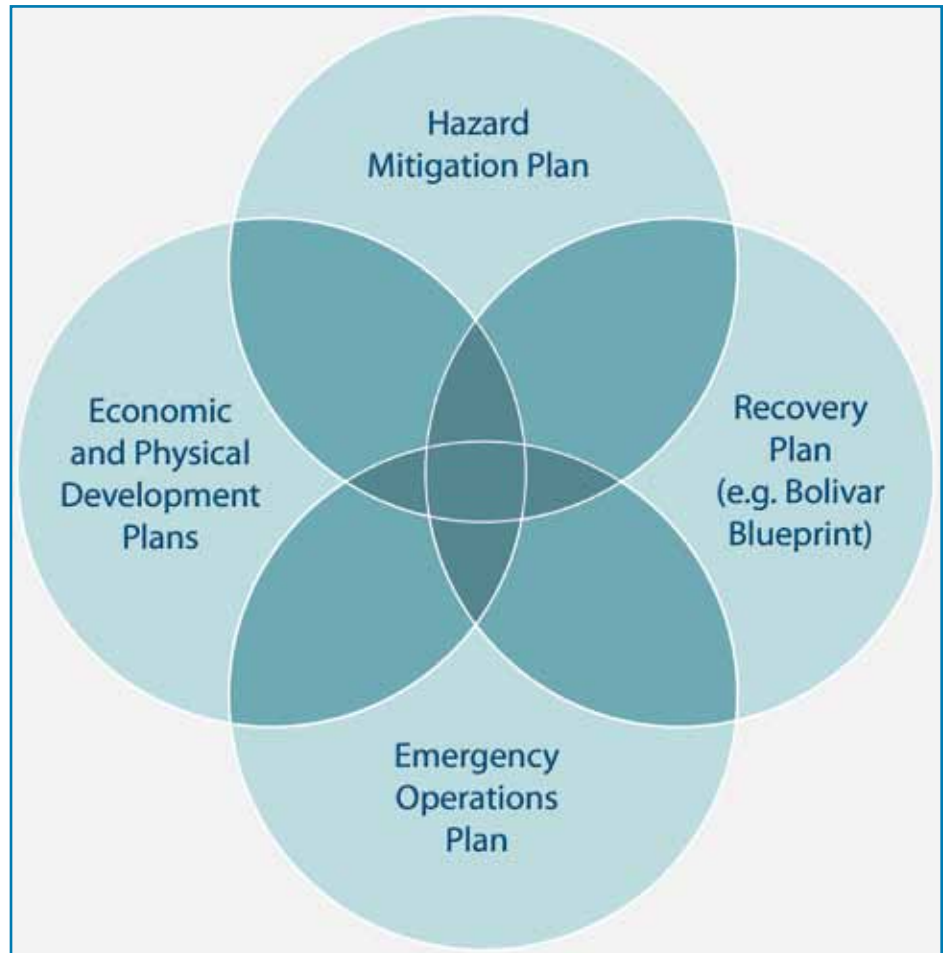 Hazard
Mitigation Plan
Economic
and Physical
Development
Plans
Recovery
Plan
(e.g. Bolivar
Blueprint)
Emergency
Operations
Plan